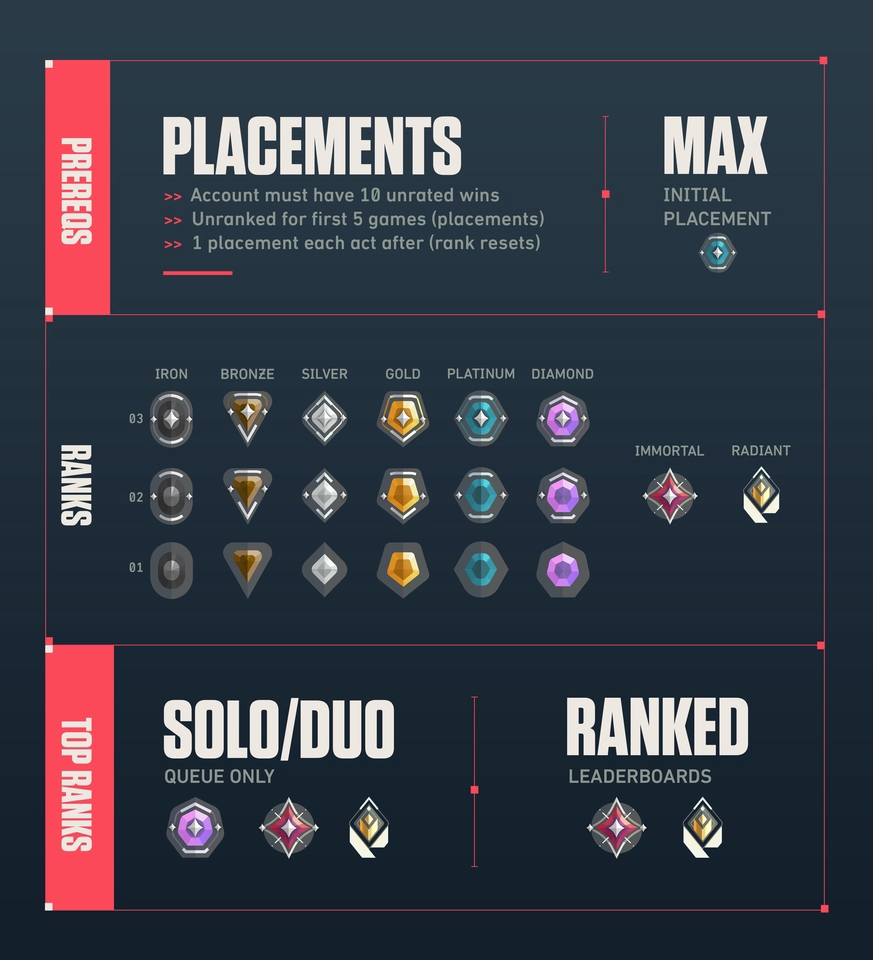 PREREQS
PLACEMENTS
>> Account must have 10 unrated wins
>> Unranked for first 5 games (placements)
>> 1 placement each act after (rank resets)
MAX
INITIAL
PLACEMENT
RANKS
IRON BRONZE SILVER GOLD PLATINUM DIAMOND
03
IMMORTAL RADIANT
02
01
TOP RANKS
SOLO/DUO
QUEUE ONLY
RANKED
LEADERBOARDS